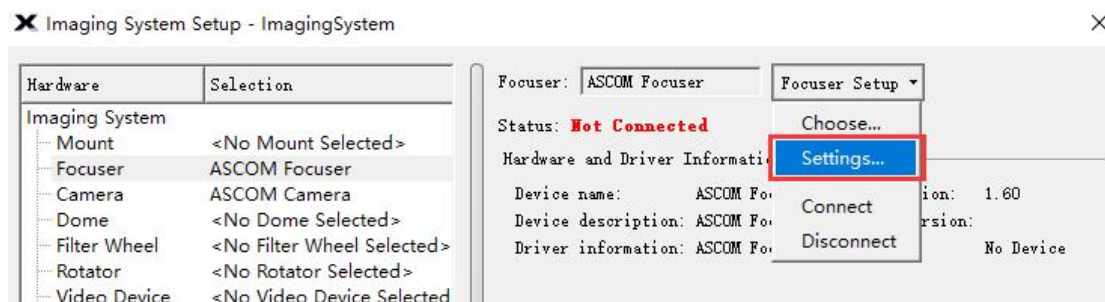 Imaging System Setup - ImagingSystem
Hardware Selection
Imaging System
Mount <No Mount Selected>
Focuser ASCOM Focuser
Camera ASCOM Camera
Dome <No Dome Selected>
Filter Wheel <No Filter Wheel Selected>
Rotator <No Rotator Selected>
Video Device <No Video Device Selected
Focuser: ASCOM Focuser Focuser Setup
Status: Not Connected
Hardware and Driver Informati
Device name: ASCOM Fo ion: 1.60
Device description: ASCOM Fo rsion:
Driver information: ASCOM Fo No Device
Choose...
Settings...
Connect
Disconnect